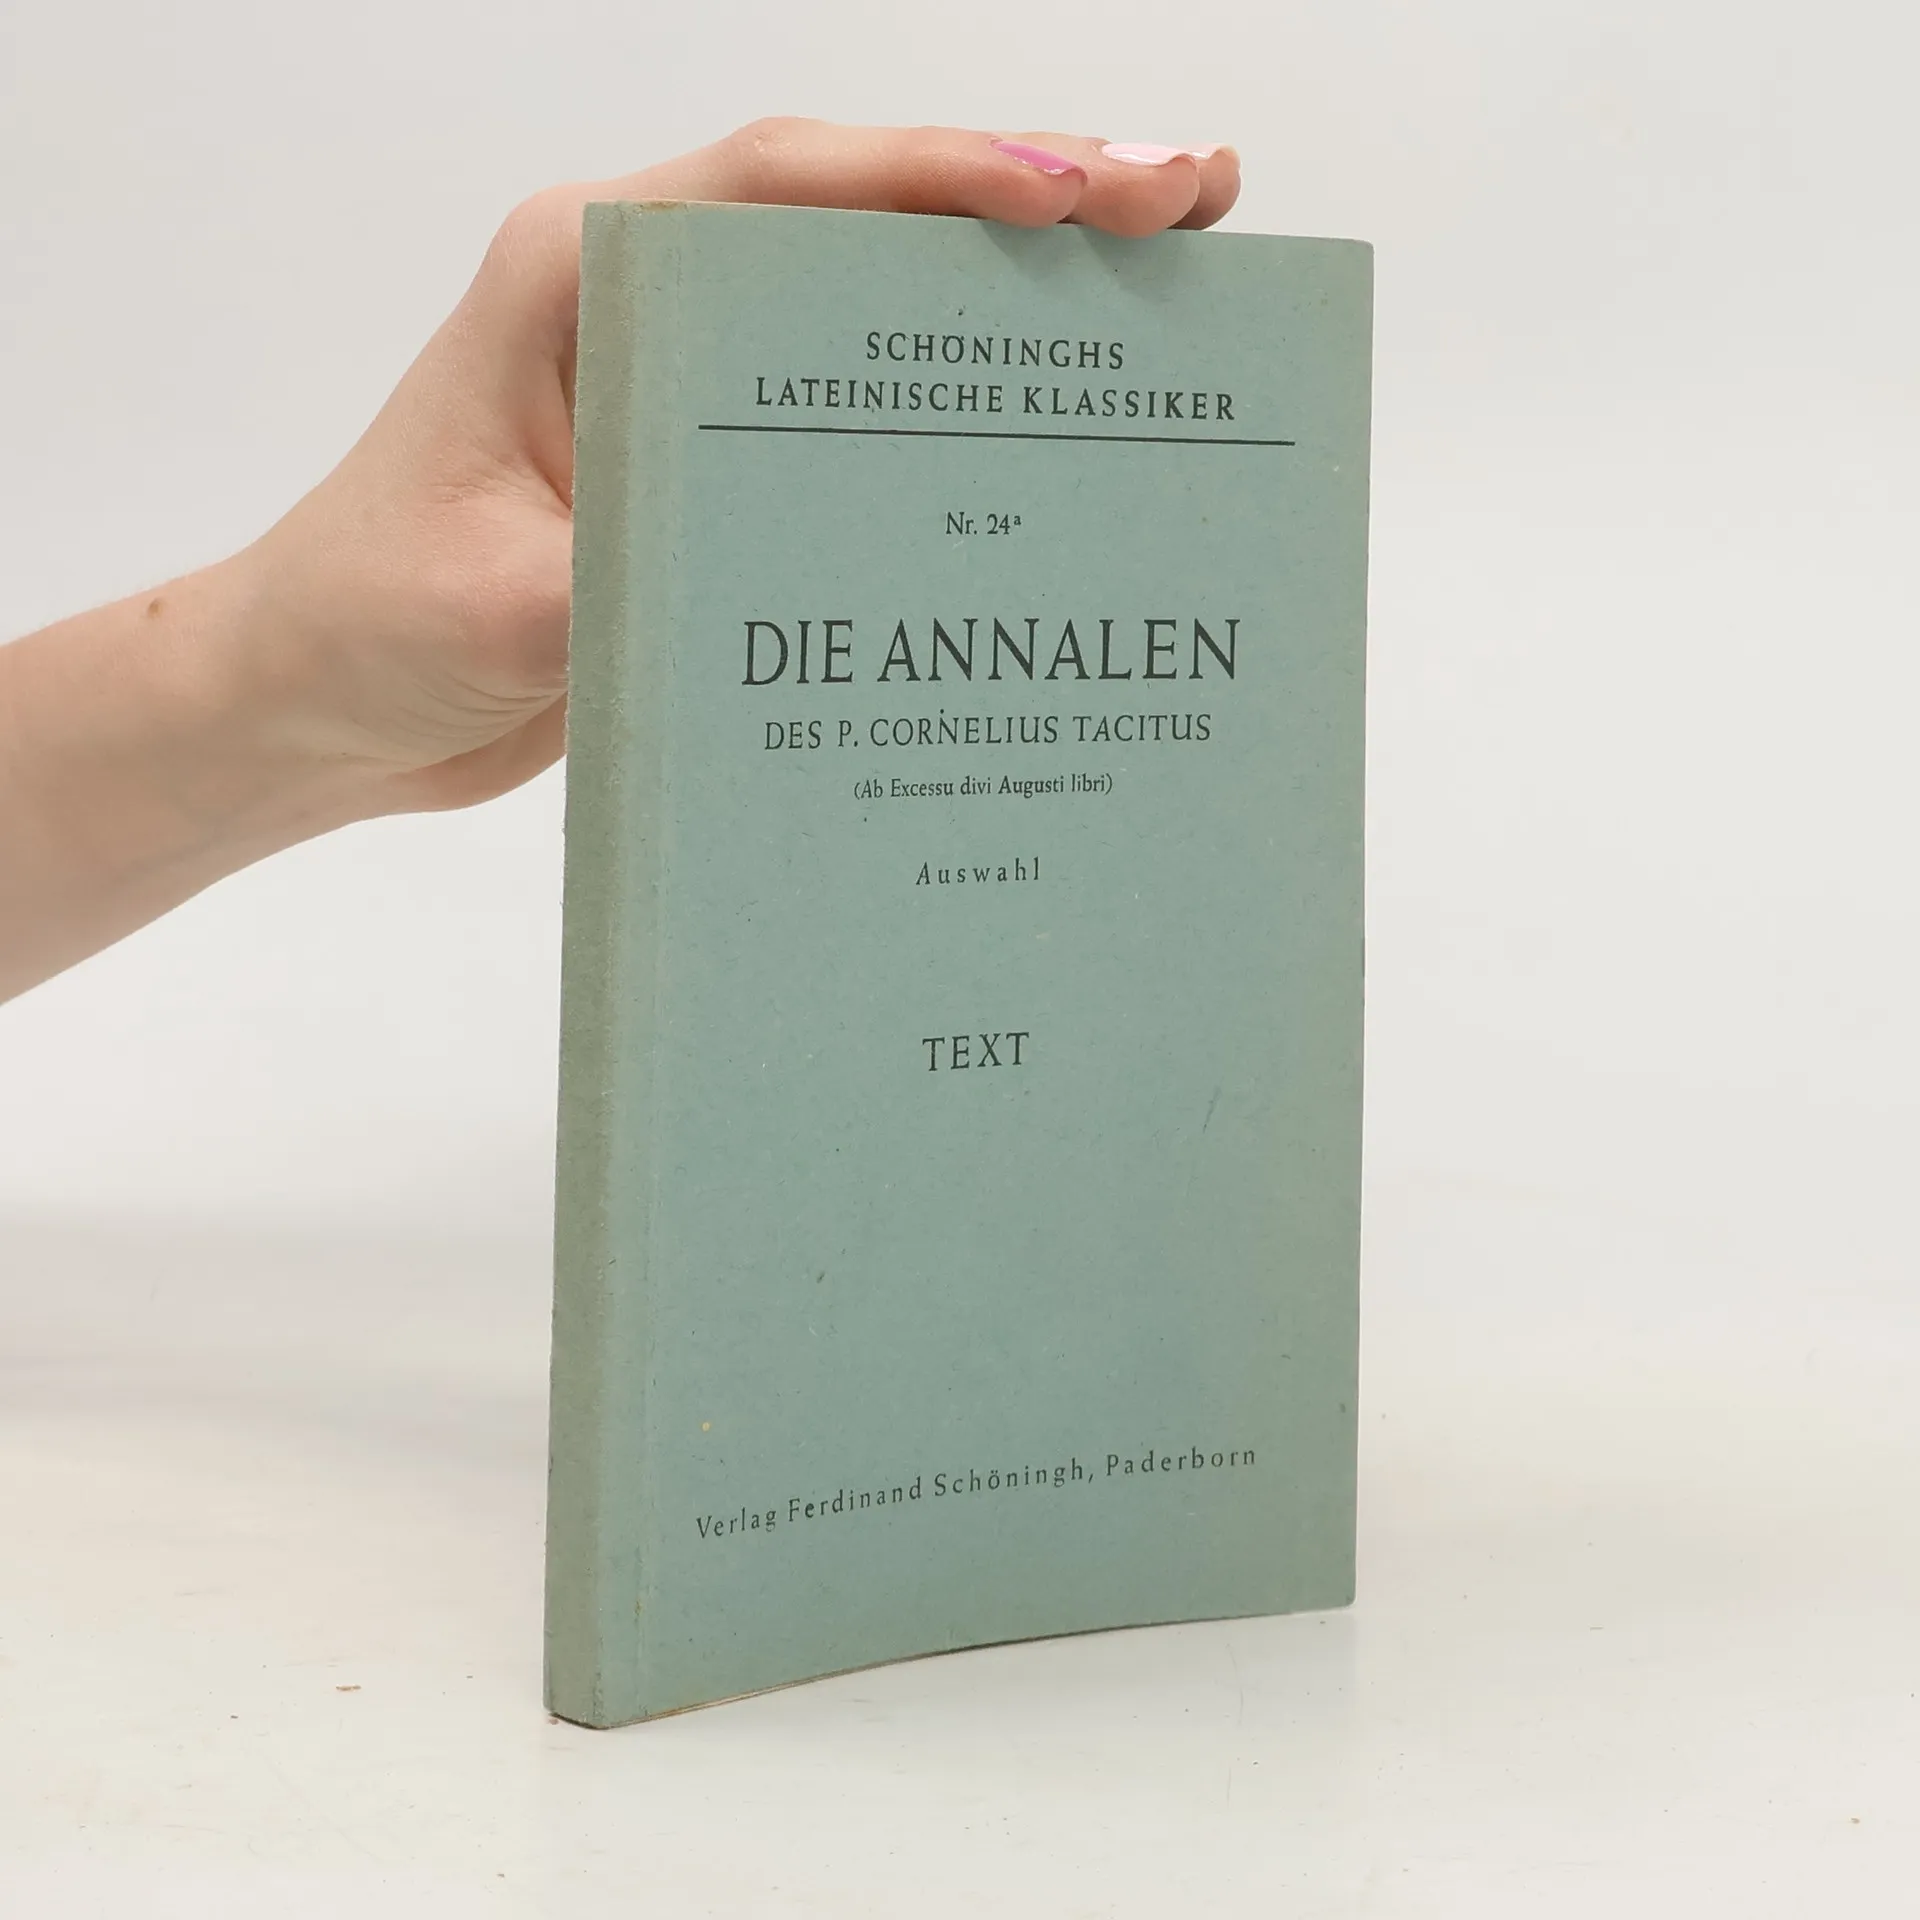 SCHÖNINGHS
LATEINISCHE KLASSIKER
Nr. 24ª
DIE ANNALEN
DES P. CORNELIUS TACITUS
(Ab Excessu divi Augusti libri)
Auswahl
TEXT
Verlag Ferdinand Schöningh, Paderborn